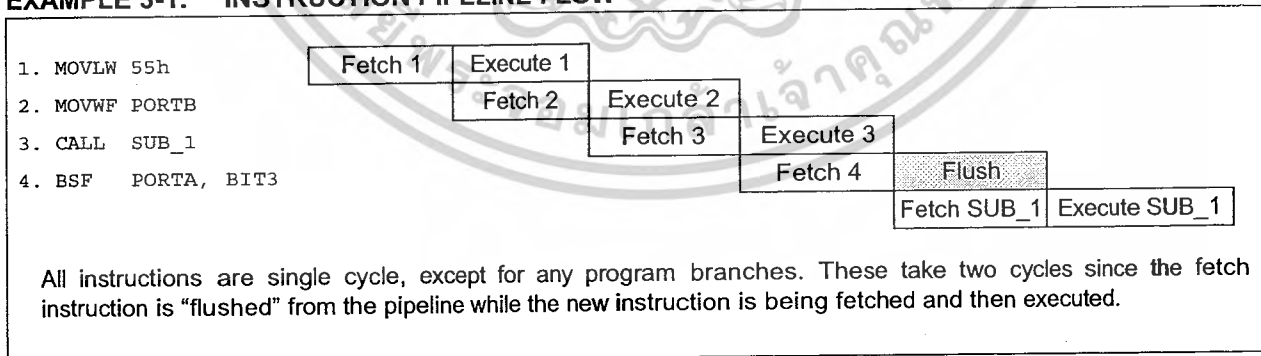 EXAMPLE 3-1: INSTRUCTION PIPELINE FLOW
1. MOVLW 55h
Fetch 1 Execute 1
2. MOVWF PORTB
Fetch 2 Execute 2
3. CALL SUB_1
Fetch 3 Execute 3
4. BSF PORTA, BIT3
Fetch 4 Flush
Fetch SUB_1 Execute SUB_1
All instructions are single cycle, except for any program branches. These take two cycles since the fetch
instruction is "flushed" from the pipeline while the new instruction is being fetched and then executed.